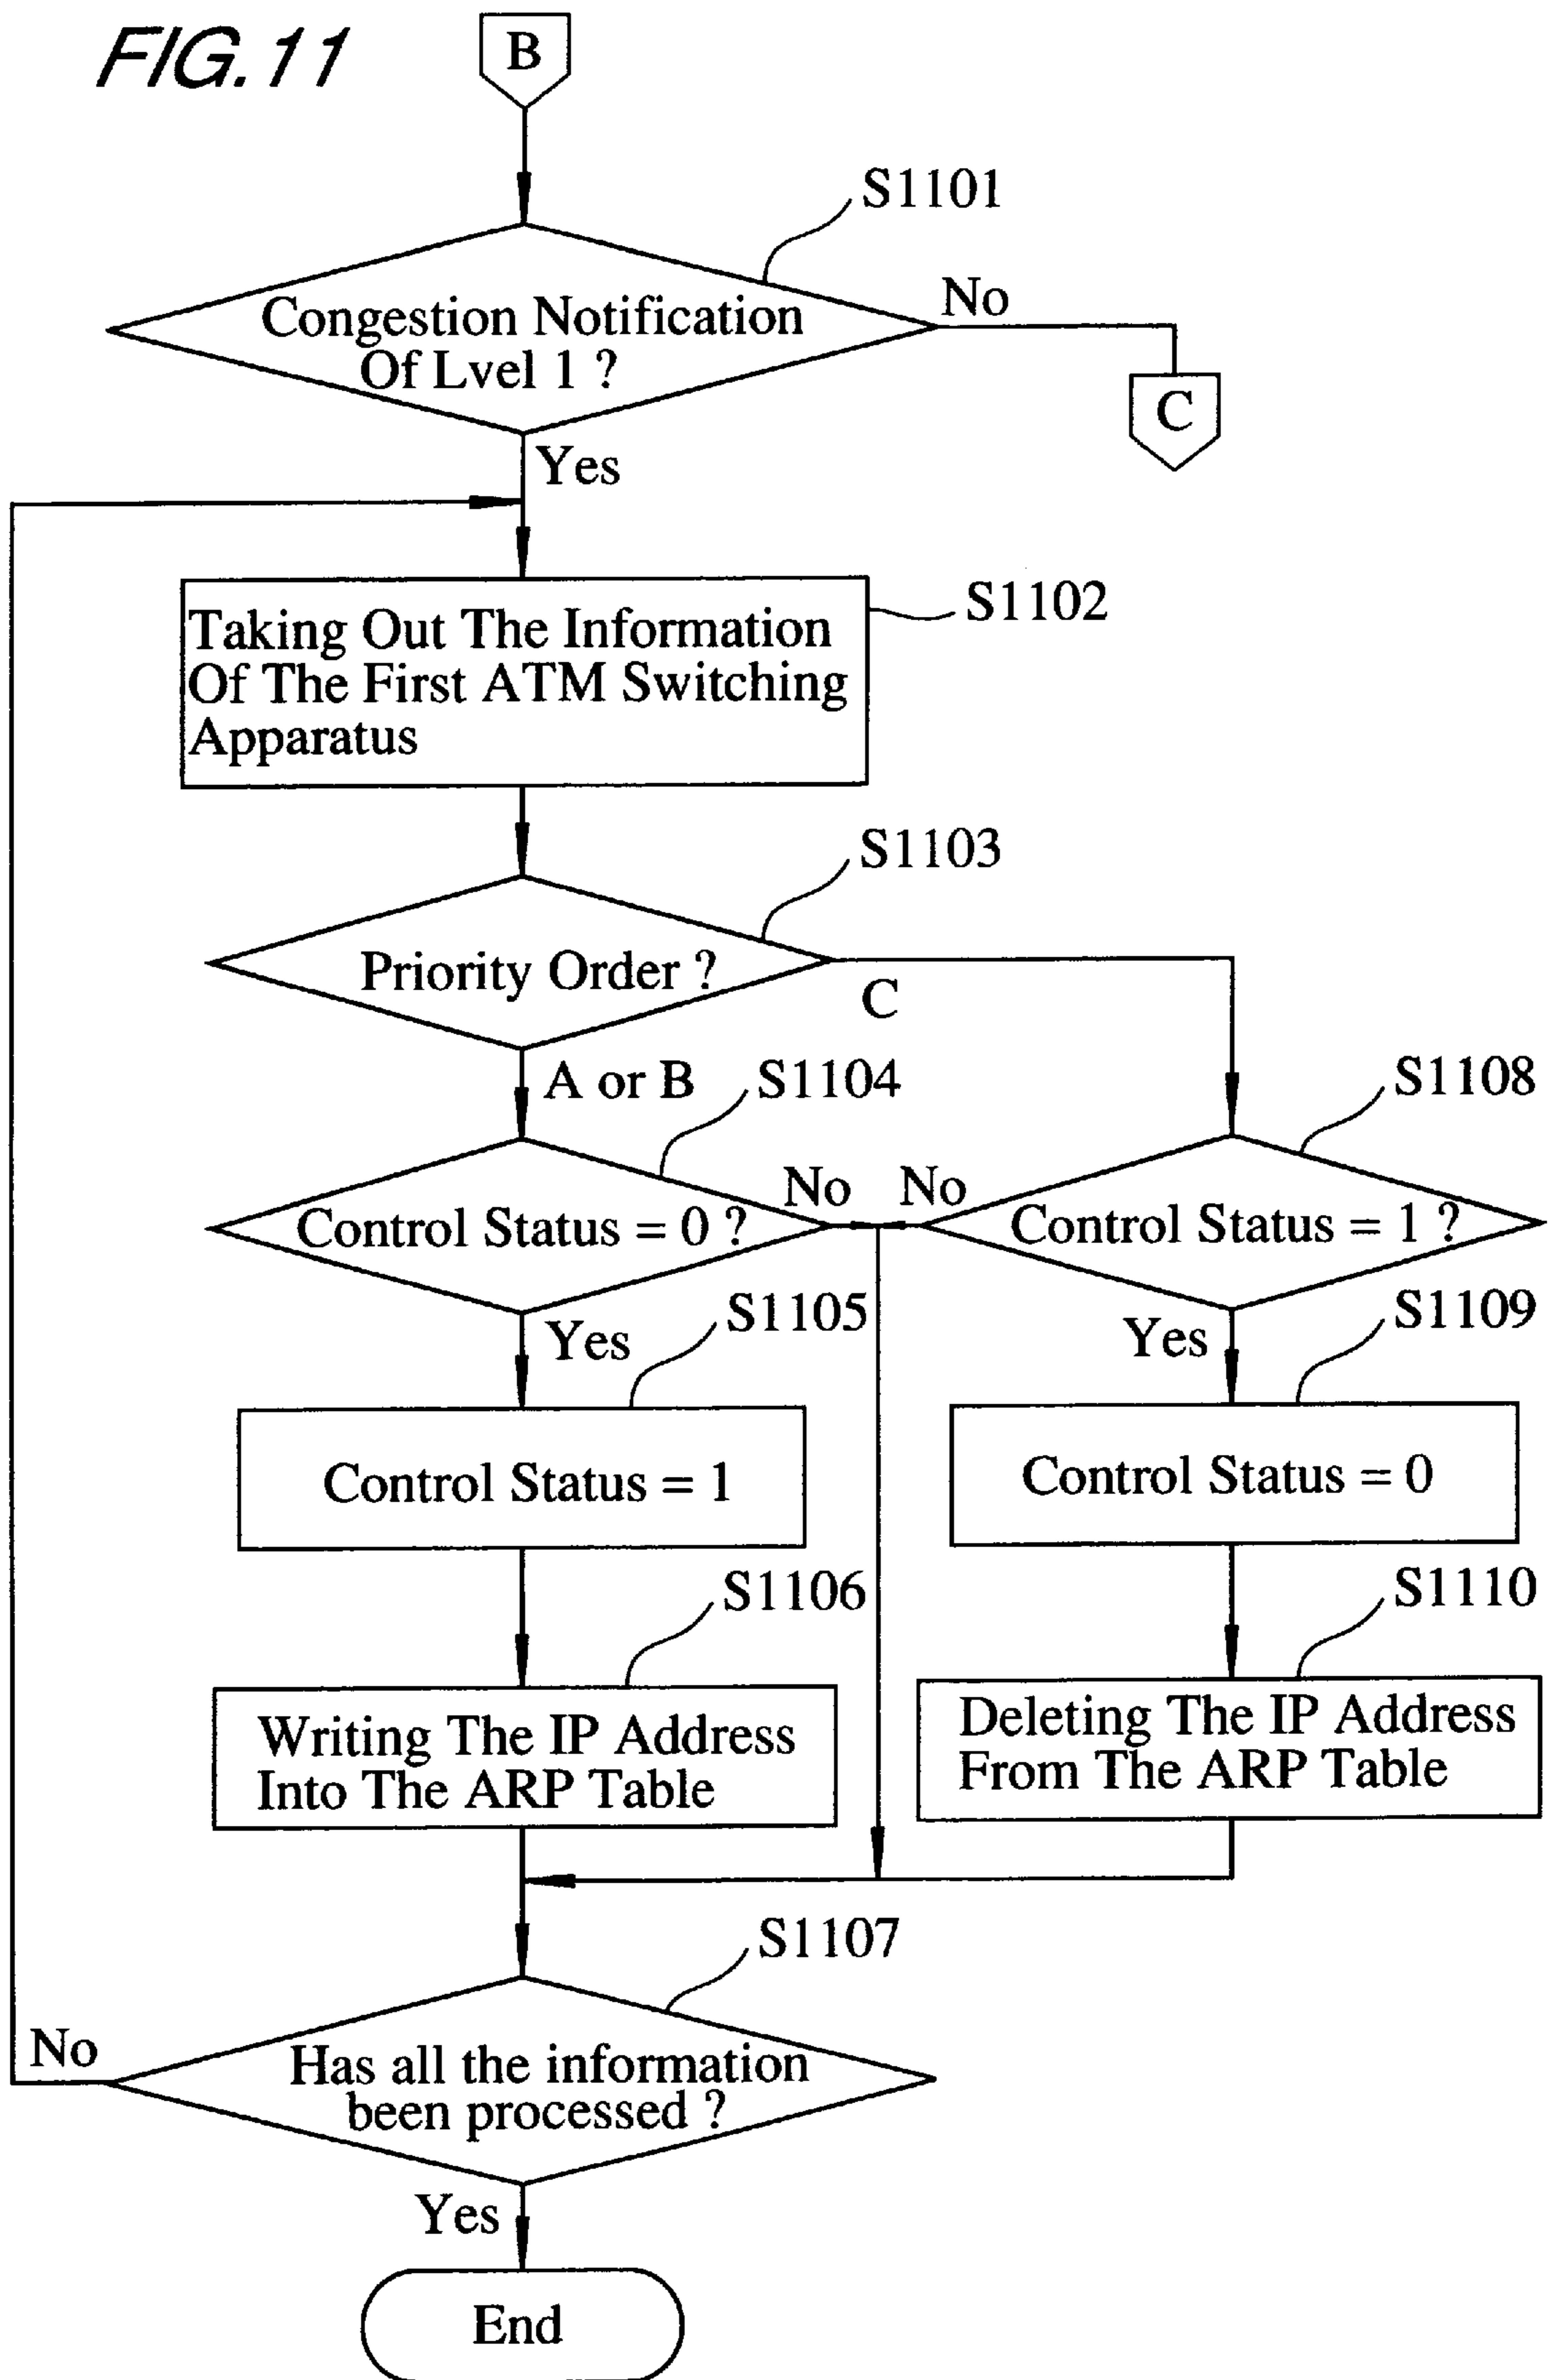 FIG.11
B
S1101
Congestion Notification
Of Lvel 1 ?
No
C
Yes
S1102
Taking Out The Information
Of The First ATM Switching
Apparatus
S1103
Priority Order ?
C
A or B
S1104
S1108
Control Status = 0 ?
No
No
Control Status = 1 ?
Yes
S1105
Yes
S1109
Control Status = 1
Control Status = 0
S1106
S1110
Writing The IP Address
Into The ARP Table
Deleting The IP Address
From The ARP Table
S1107
No
Has all the information
been processed ?
Yes
End